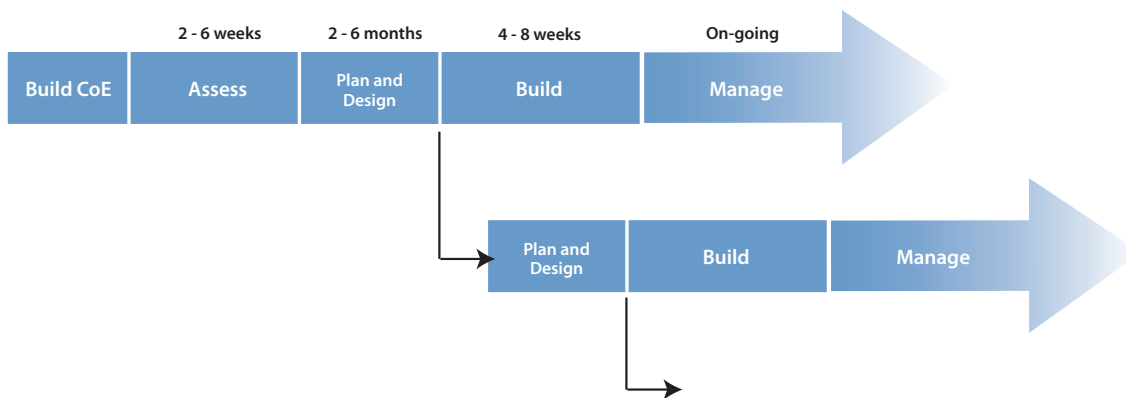 2 - 6 weeks
2 - 6 months
4 - 8 weeks
On-going
Build CoE
Assess
Plan and
Design
Build
Manage
Plan and
Design
Build
Manage